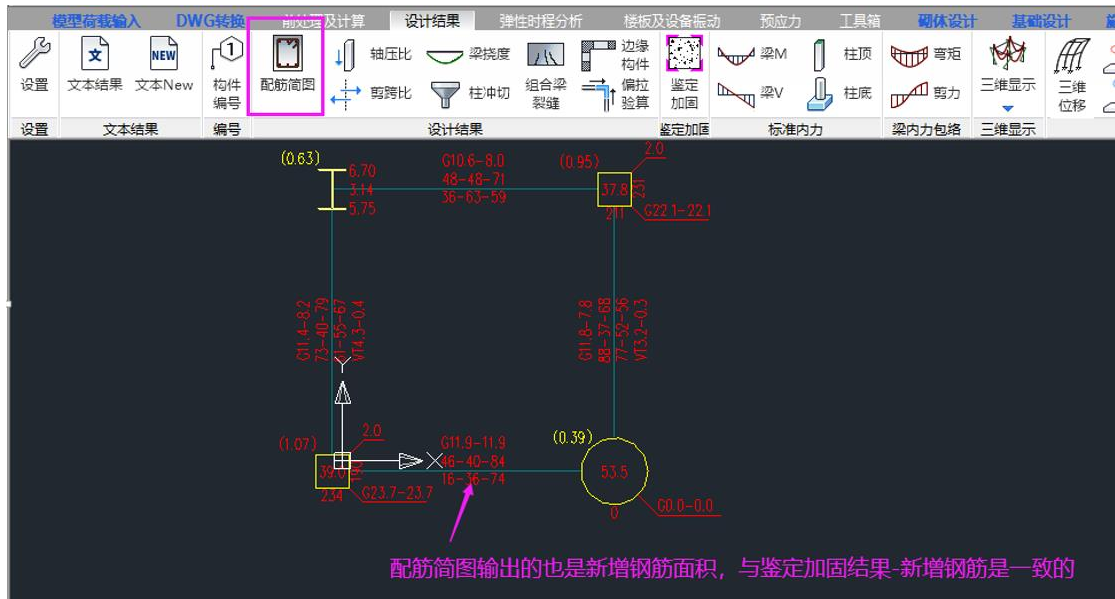 模型荷载输入 DWG转换 前处理及计算 设计结果 弹性时程分析 楼板及设备振动 预应力 工具箱 砌体设计 基础设计
设置 文本结果 文本New 构件编号 配筋简图 轴压比 梁挠度 组合梁裂缝 边缘构件 鉴定加固 梁M 柱顶 弯矩 三维显示 三维位移
文 NEW 1
剪跨比 柱冲切 偏拉验算 梁V 柱底 剪力
设置 文本结果 编号 设计结果 鉴定加固 标准内力 梁内力包络 三维显示
(0.63)
6.70
3.14
5.75
G10.6-8.0
48-48-71
36-63-59
(0.95)
2.0
37.8
231
211
G22.1-22.1
G11.4-8.2
73-40-79
VT4.3-0.4
G11.8-7.8
88-37-68
77-52-56
VT3.2-0.3
Y
(1.07)
2.0
39.0
190
234
G23.7-23.7
X
G11.9-11.9
46-40-84
16-36-74
(0.39)
53.5
0
G0.0-0.0
配筋简图输出的也是新增钢筋面积，与鉴定加固结果-新增钢筋是一致的